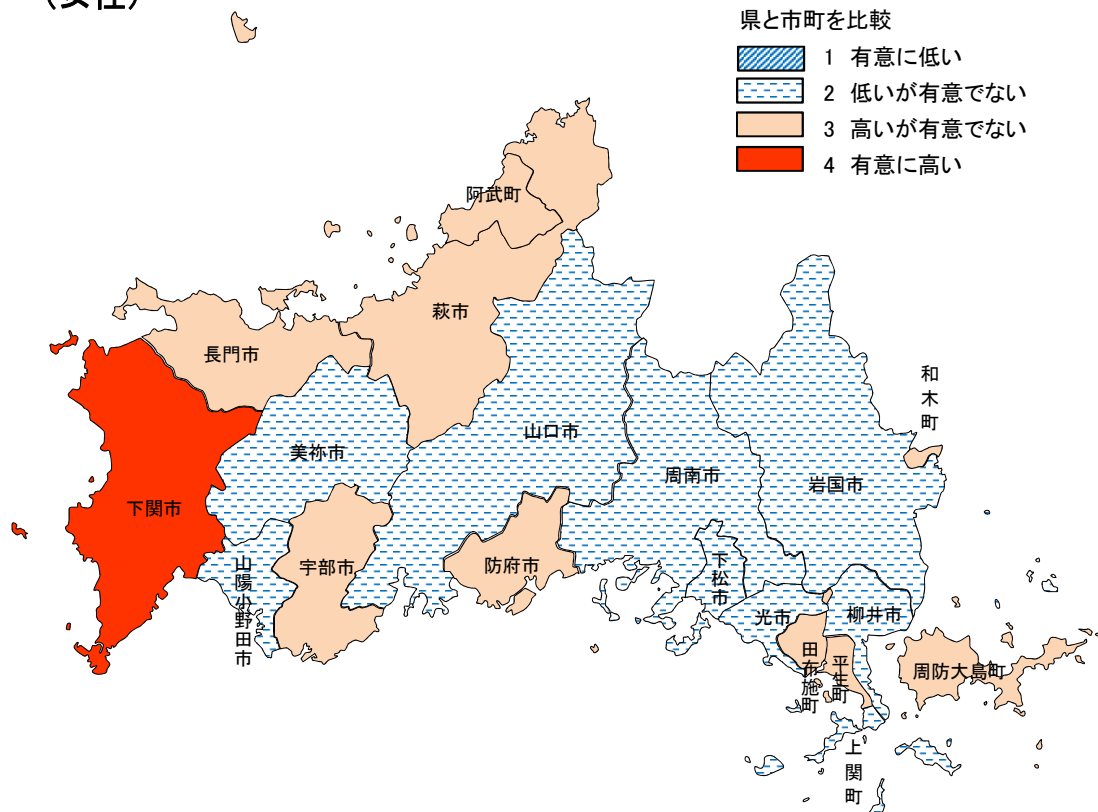 （女性）
県と市町を比較
1 有意に低い
2 低いが有意でない
3 高いが有意でない
4 有意に高い
阿武町
萩市
長門市
和木町
山口市
美祢市
周南市
岩国市
下関市
防府市
宇部市
山陽小野田市
下松市
光市
柳井市
田布施町
平生町
周防大島町
上関町